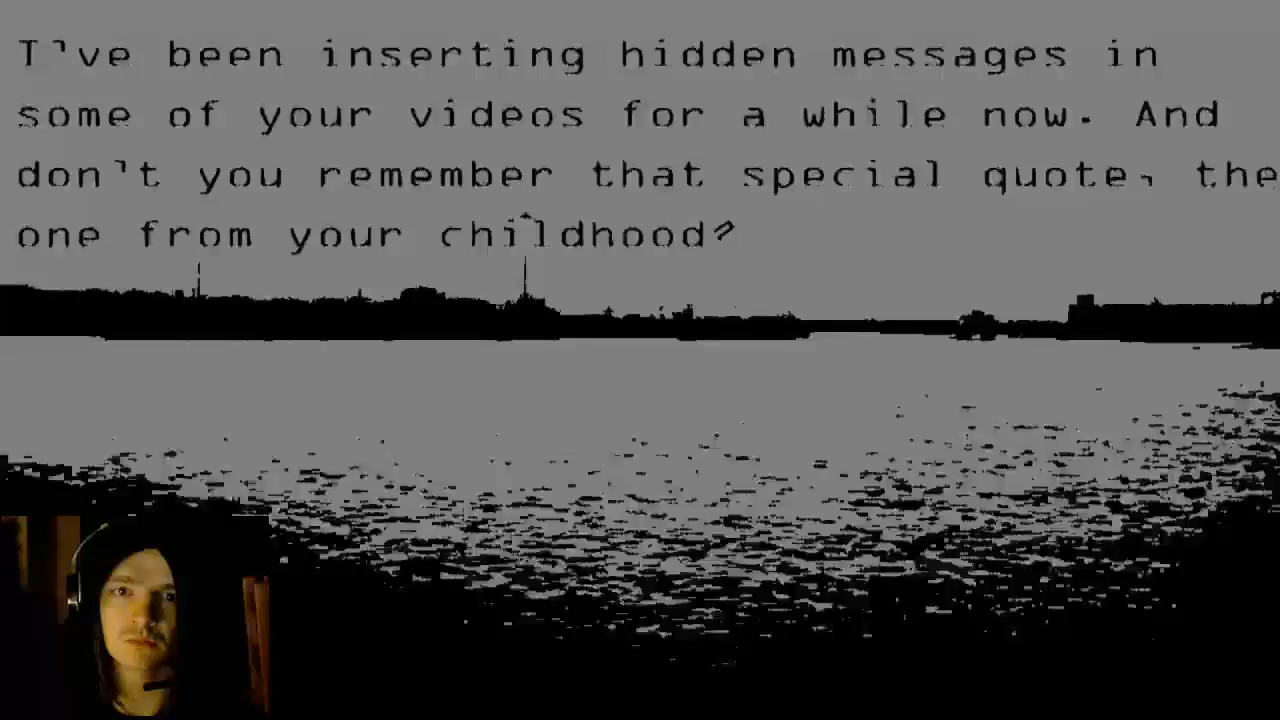 I've been inserting hidden messages in
some of your videos for a while now. And
don't you remember that special quote, the
one from your childhood?